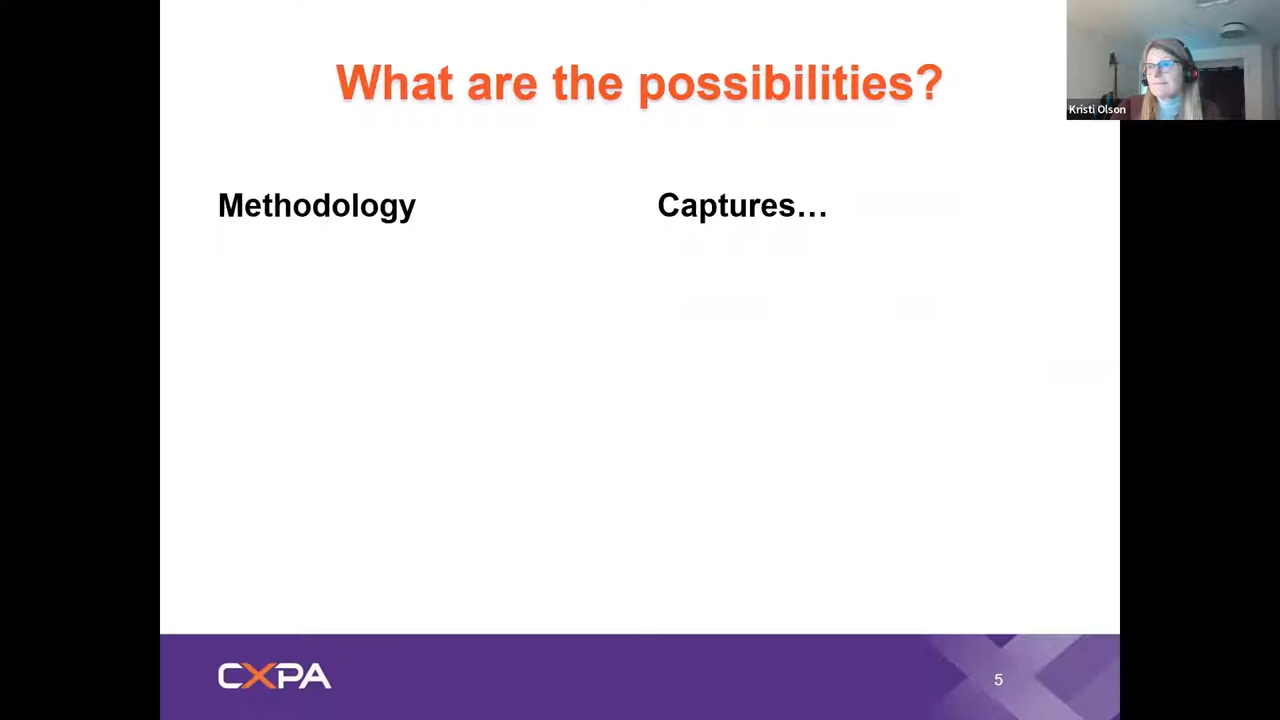 What are the possibilities?
Kristi Olson
Methodology
Captures…
CXPA
5